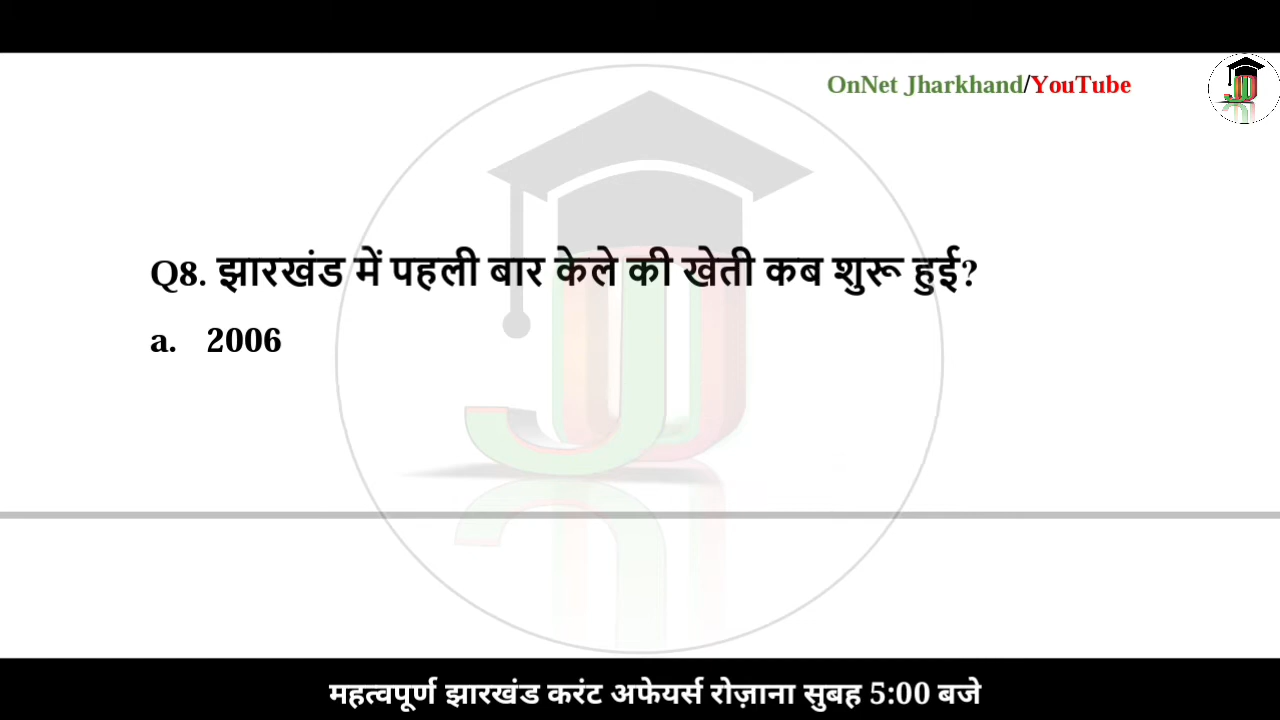 OnNet Jharkhand/YouTube
Q8. झारखंड में पहली बार केले की खेती कब शुरू हुई?
a. 2006
महत्वपूर्ण झारखंड करंट अफेयर्स रोज़ाना सुबह 5:00 बजे